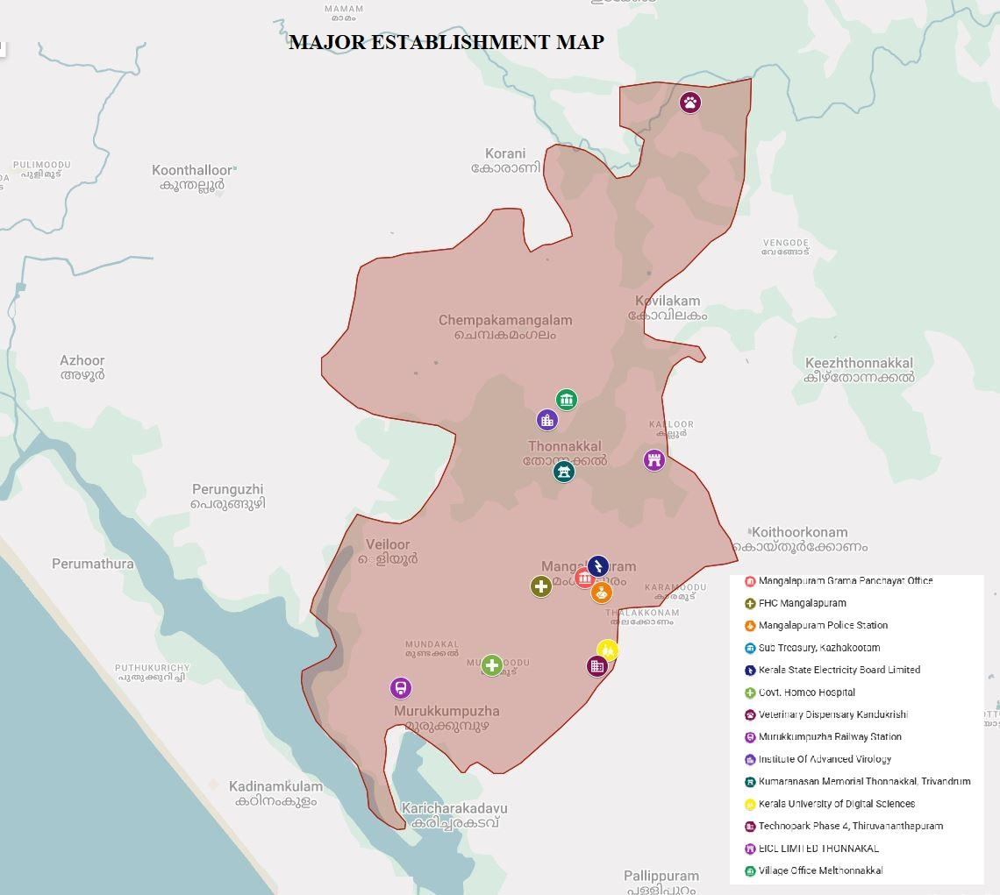 MAMAM
മാമം
MAJOR ESTABLISHMENT MAP
Korani
കോരാണി
PULIMOODU
പുളിമൂട്
Koonthalloor
കൂന്തല്ലൂർ
VENGODE
വേങ്ങോട്
Kovilakam
കോവിലകം
Chempakamangalam
ചെമ്പകമംഗലം
Azhoor
അഴൂർ
Keezhthonnakkal
കീഴ്തോന്നക്കൽ
KALLOOR
കല്ലൂർ
Thonnakkal
തോന്നക്കൽ
Perunguzhi
പെരുങ്ങുഴി
Koithoorkonam
കൊയ്തൂർക്കോണം
Veiloor
െളിയൂർ
Perumathura
KARAMOODU
കാരമൂട്
THALAKKONAM
തലക്കോണം
MUNDAKAL
മുണ്ടക്കൽ
PUTHUKURICHY
പുതുക്കുറിച്ചി
Murukkumpuzha
മുരുക്കുമ്പുഴ
Kadinamkulam
കഠിനംകുളം
Karicharakadavu
കരിച്ചരകടവ്
Pallippuram
പള്ളിപ്പുറം
Mangalapuram Grama Panchayat Office
FHC Mangalapuram
Mangalapuram Police Station
Sub Treasury, Kazhakootam
Kerala State Electricity Board Limited
Govt. Homeo Hospital
Veterinary Dispensary Kandukrishi
Murukkumpuzha Railway Station
Institute Of Advanced Virology
Kumaranasan Memorial Thonnakkal, Trivandrum
Kerala University of Digital Sciences
Technopark Phase 4, Thiruvananthapuram
EICL LIMITED THONNAKAL
Village Office Melthonnakkal